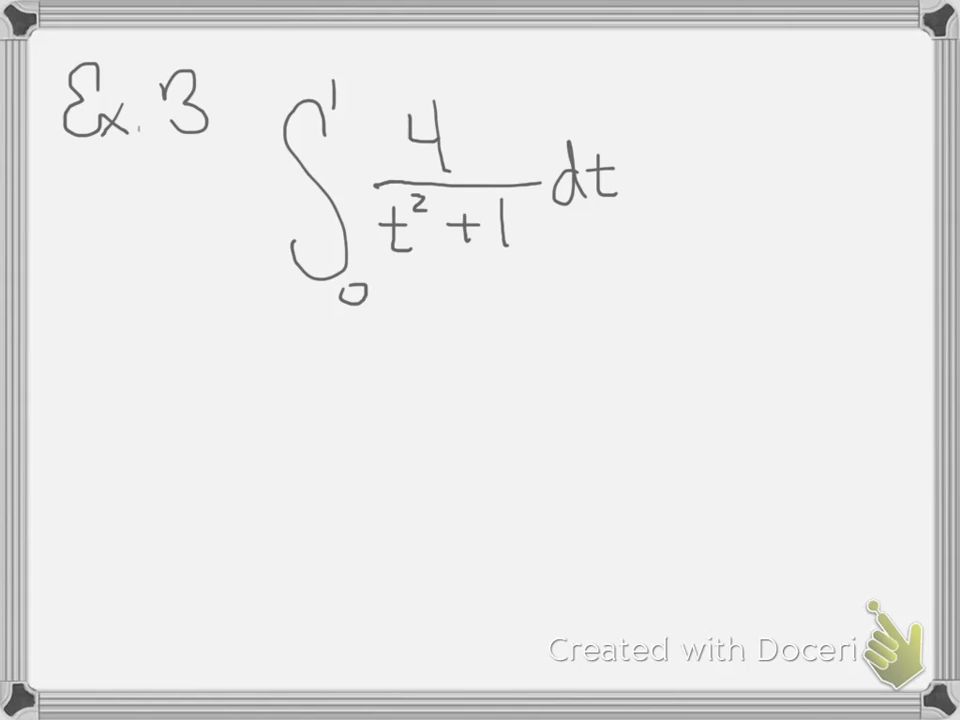 Ex. 3 ∫₀¹ 4/(t² + 1) dt
Created with Doceri